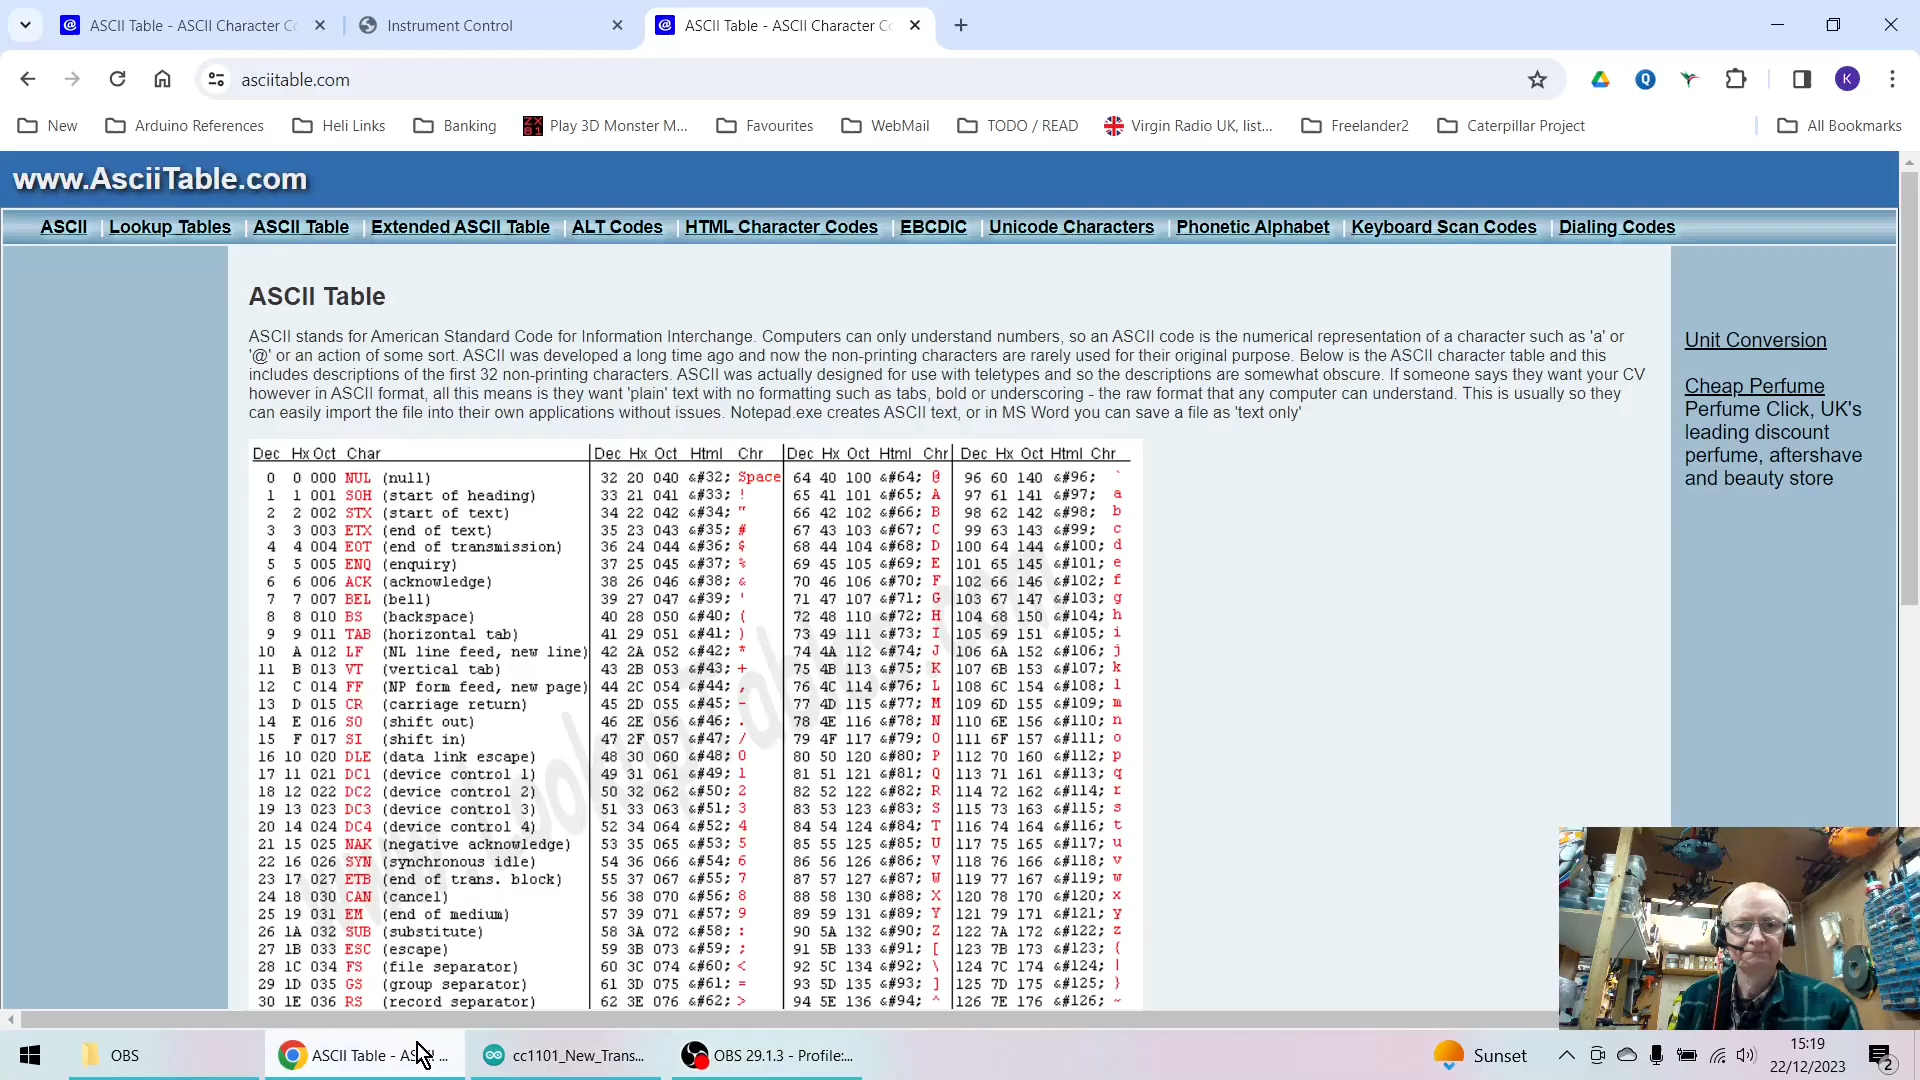 ASCII Table - ASCII Character Co
Instrument Control
ASCII Table - ASCII Character Co
asciitable.com
K
New
Arduino References
Heli Links
Banking
Play 3D Monster M...
Favourites
WebMail
TODO / READ
Virgin Radio UK, list...
Freelander2
Caterpillar Project
All Bookmarks
www.AsciiTable.com
ASCII | Lookup Tables | ASCII Table | Extended ASCII Table | ALT Codes | HTML Character Codes | EBCDIC | Unicode Characters | Phonetic Alphabet | Keyboard Scan Codes | Dialing Codes
ASCII Table
ASCII stands for American Standard Code for Information Interchange. Computers can only understand numbers, so an ASCII code is the numerical representation of a character such as 'a' or
'@' or an action of some sort. ASCII was developed a long time ago and now the non-printing characters are rarely used for their original purpose. Below is the ASCII character table and this
includes descriptions of the first 32 non-printing characters. ASCII was actually designed for use with teletypes and so the descriptions are somewhat obscure. If someone says they want your CV
however in ASCII format, all this means is they want 'plain' text with no formatting such as tabs, bold or underscoring - the raw format that any computer can understand. This is usually so they
can easily import the file into their own applications without issues. Notepad.exe creates ASCII text, or in MS Word you can save a file as 'text only'
Unit Conversion
Cheap Perfume
Perfume Click, UK's
leading discount
perfume, aftershave
and beauty store
Dec Hx Oct Char Dec Hx Oct Html Chr Dec Hx Oct Html Chr Dec Hx Oct Html Chr
0 0 000 NUL (null) 32 20 040 &#32; Space 64 40 100 &#64; @ 96 60 140 &#96; `
1 1 001 SOH (start of heading) 33 21 041 &#33; ! 65 41 101 &#65; A 97 61 141 &#97; a
2 2 002 STX (start of text) 34 22 042 &#34; " 66 42 102 &#66; B 98 62 142 &#98; b
3 3 003 ETX (end of text) 35 23 043 &#35; # 67 43 103 &#67; C 99 63 143 &#99; c
4 4 004 EOT (end of transmission) 36 24 044 &#36; $ 68 44 104 &#68; D 100 64 144 &#100; d
5 5 005 ENQ (enquiry) 37 25 045 &#37; % 69 45 105 &#69; E 101 65 145 &#101; e
6 6 006 ACK (acknowledge) 38 26 046 &#38; & 70 46 106 &#70; F 102 66 146 &#102; f
7 7 007 BEL (bell) 39 27 047 &#39; ' 71 47 107 &#71; G 103 67 147 &#103; g
8 8 010 BS (backspace) 40 28 050 &#40; ( 72 48 110 &#72; H 104 68 150 &#104; h
9 9 011 TAB (horizontal tab) 41 29 051 &#41; ) 73 49 111 &#73; I 105 69 151 &#105; i
10 A 012 LF (NL line feed, new line) 42 2A 052 &#42; * 74 4A 112 &#74; J 106 6A 152 &#106; j
11 B 013 VT (vertical tab) 43 2B 053 &#43; + 75 4B 113 &#75; K 107 6B 153 &#107; k
12 C 014 FF (NP form feed, new page) 44 2C 054 &#44; , 76 4C 114 &#76; L 108 6C 154 &#108; l
13 D 015 CR (carriage return) 45 2D 055 &#45; - 77 4D 115 &#77; M 109 6D 155 &#109; m
14 E 016 SO (shift out) 46 2E 056 &#46; . 78 4E 116 &#78; N 110 6E 156 &#110; n
15 F 017 SI (shift in) 47 2F 057 &#47; / 79 4F 117 &#79; O 111 6F 157 &#111; o
16 10 020 DLE (data link escape) 48 30 060 &#48; 0 80 50 120 &#80; P 112 70 160 &#112; p
17 11 021 DC1 (device control 1) 49 31 061 &#49; 1 81 51 121 &#81; Q 113 71 161 &#113; q
18 12 022 DC2 (device control 2) 50 32 062 &#50; 2 82 52 122 &#82; R 114 72 162 &#114; r
19 13 023 DC3 (device control 3) 51 33 063 &#51; 3 83 53 123 &#83; S 115 73 163 &#115; s
20 14 024 DC4 (device control 4) 52 34 064 &#52; 4 84 54 124 &#84; T 116 74 164 &#116; t
21 15 025 NAK (negative acknowledge) 53 35 065 &#53; 5 85 55 125 &#85; U 117 75 165 &#117; u
22 16 026 SYN (synchronous idle) 54 36 066 &#54; 6 86 56 126 &#86; V 118 76 166 &#118; v
23 17 027 ETB (end of trans. block) 55 37 067 &#55; 7 87 57 127 &#87; W 119 77 167 &#119; w
24 18 030 CAN (cancel) 56 38 070 &#56; 8 88 58 130 &#88; X 120 78 170 &#120; x
25 19 031 EM (end of medium) 57 39 071 &#57; 9 89 59 131 &#89; Y 121 79 171 &#121; y
26 1A 032 SUB (substitute) 58 3A 072 &#58; : 90 5A 132 &#90; Z 122 7A 172 &#122; z
27 1B 033 ESC (escape) 59 3B 073 &#59; ; 91 5B 133 &#91; [ 123 7B 173 &#123; {
28 1C 034 FS (file separator) 60 3C 074 &#60; < 92 5C 134 &#92; \ 124 7C 174 &#124; |
29 1D 035 GS (group separator) 61 3D 075 &#61; = 93 5D 135 &#93; ] 125 7D 175 &#125; }
30 1E 036 RS (record separator) 62 3E 076 &#62; > 94 5E 136 &#94; ^ 126 7E 176 &#126; ~
www.LookupTables.com
OBS
ASCII Table - AS...
cc1101_New_Trans...
OBS 29.1.3 - Profile:...
Sunset
15:19
22/12/2023
2